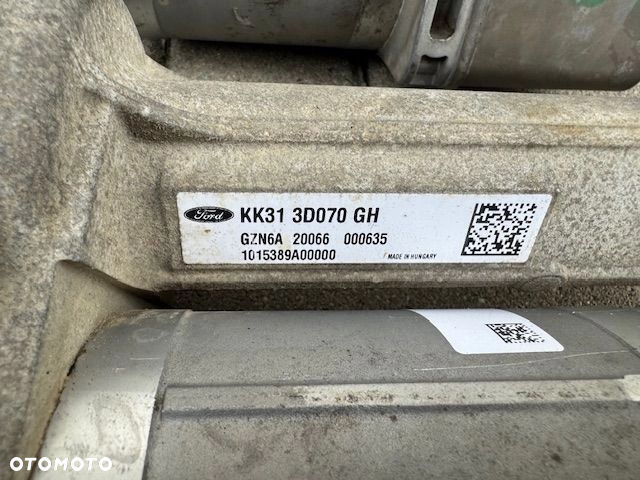 Ford KK31 3D070 GH
GZN6A 20066 000635
1015389A00000 MADE IN HUNGARY
OTOMOTO